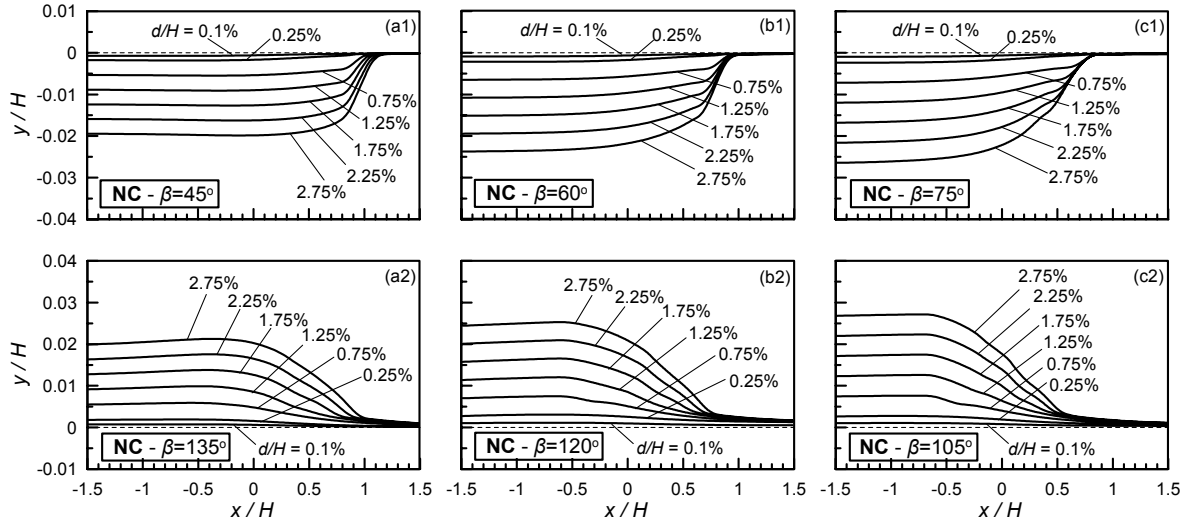 (a1)
d/H = 0.1%
0.25%
0.75%
1.25%
1.75%
2.25%
2.75%
NC - β=45°
0.01
0
-0.01
-0.02
-0.03
-0.04
y / H
(b1)
d/H = 0.1%
0.25%
0.75%
1.25%
1.75%
2.25%
2.75%
NC - β=60°
(c1)
d/H = 0.1%
0.25%
0.75%
1.25%
1.75%
2.25%
2.75%
NC - β=75°
(a2)
2.75%
2.25%
1.75%
1.25%
0.75%
0.25%
d/H = 0.1%
NC - β=135°
0.04
0.03
0.02
0.01
0
-0.01
y / H
-1.5 -1 -0.5 0 0.5 1 1.5
x / H
(b2)
2.75%
2.25%
1.75%
1.25%
0.75%
0.25%
d/H = 0.1%
NC - β=120°
-1.5 -1 -0.5 0 0.5 1 1.5
x / H
(c2)
2.75%
2.25%
1.75%
1.25%
0.75%
0.25%
d/H = 0.1%
NC - β=105°
-1.5 -1 -0.5 0 0.5 1 1.5
x / H